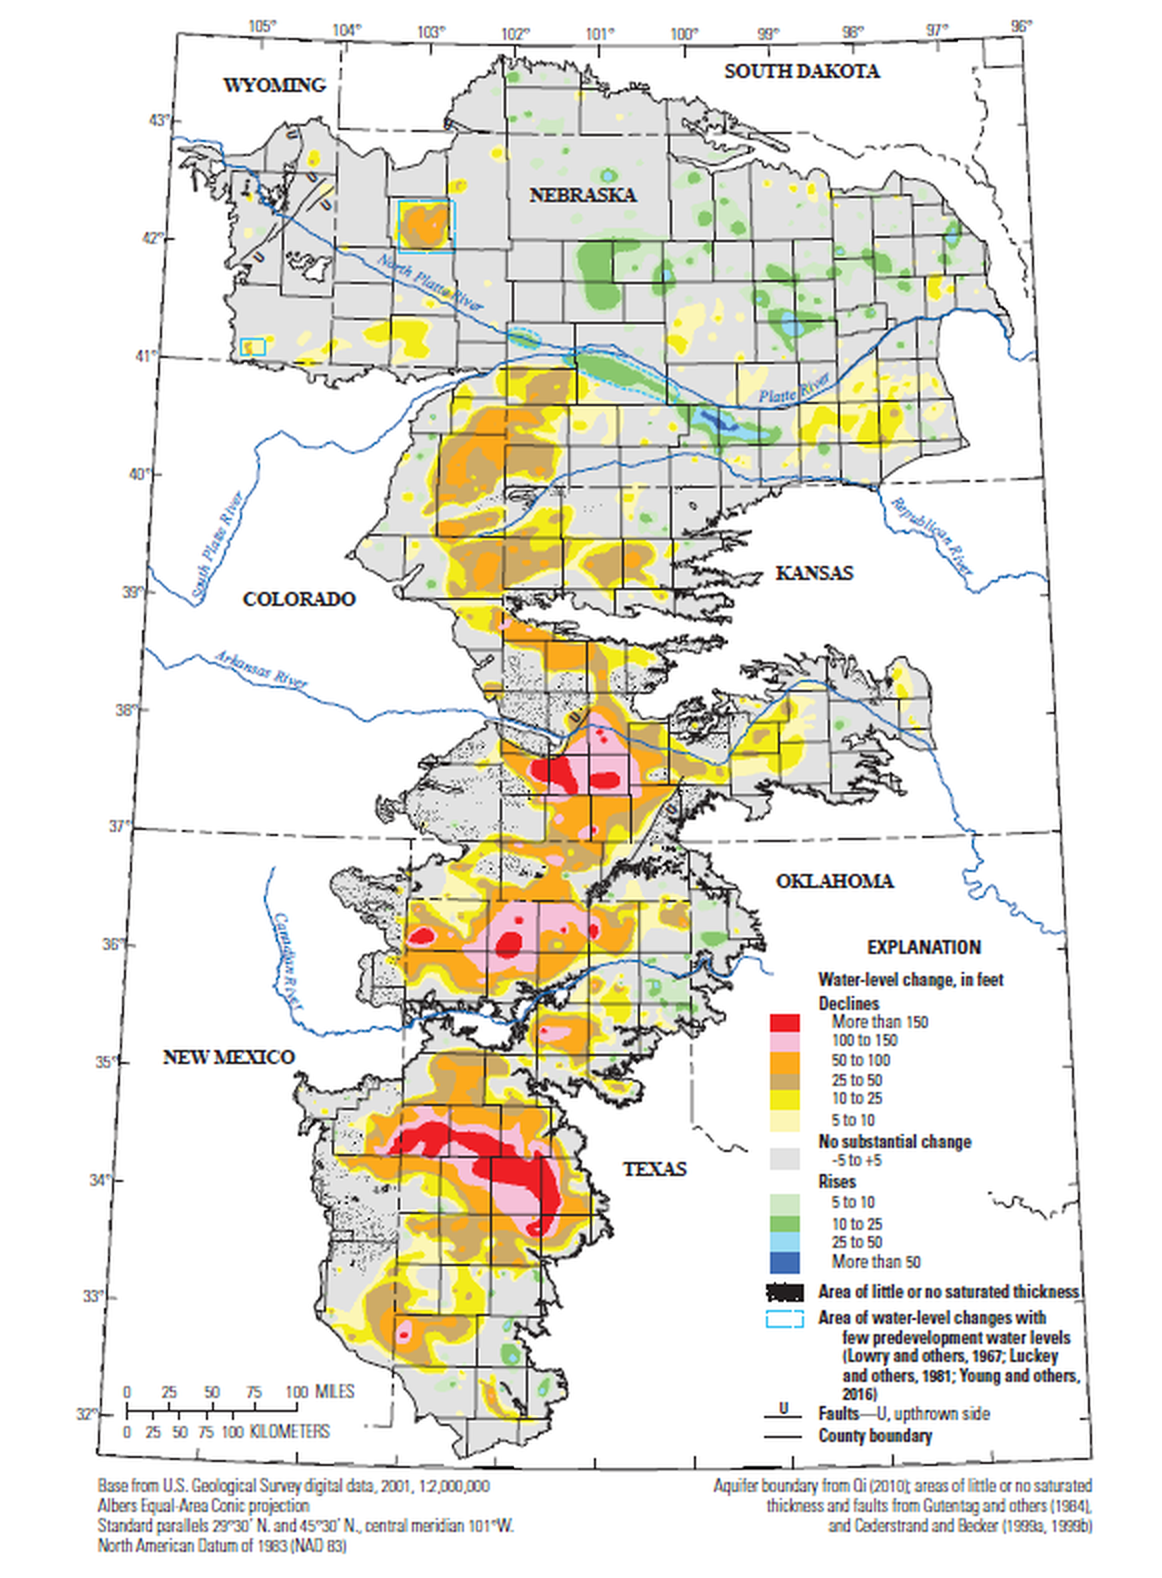 105° 104° 103° 102° 101° 100° 99° 98° 97° 96°
WYOMING
SOUTH DAKOTA
43°
NEBRASKA
U
U
U
42°
North Platte River
41°
Platte River
40°
South Platte River
Republican River
KANSAS
39°
COLORADO
Arkansas River
38°
U
U
37°
OKLAHOMA
Canadian River
36°
NEW MEXICO
35°
TEXAS
34°
33°
32°
EXPLANATION
Water-level change, in feet
Declines
More than 150
100 to 150
50 to 100
25 to 50
10 to 25
5 to 10
No substantial change
-5 to +5
Rises
5 to 10
10 to 25
25 to 50
More than 50
Area of little or no saturated thickness
Area of water-level changes with
few predevelopment water levels
(Lowry and others, 1967; Luckey
and others, 1981; Young and others,
2016)
U
Faults—U, upthrown side
County boundary
0 25 50 75 100 MILES
0 25 50 75 100 KILOMETERS
Base from U.S. Geological Survey digital data, 2001, 1:2,000,000
Albers Equal-Area Conic projection
Standard parallels 29°30' N. and 45°30' N., central meridian 101°W.
North American Datum of 1983 (NAD 83)
Aquifer boundary from Qi (2010); areas of little or no saturated
thickness and faults from Gutentag and others (1984),
and Cederstrand and Becker (1999a, 1999b)